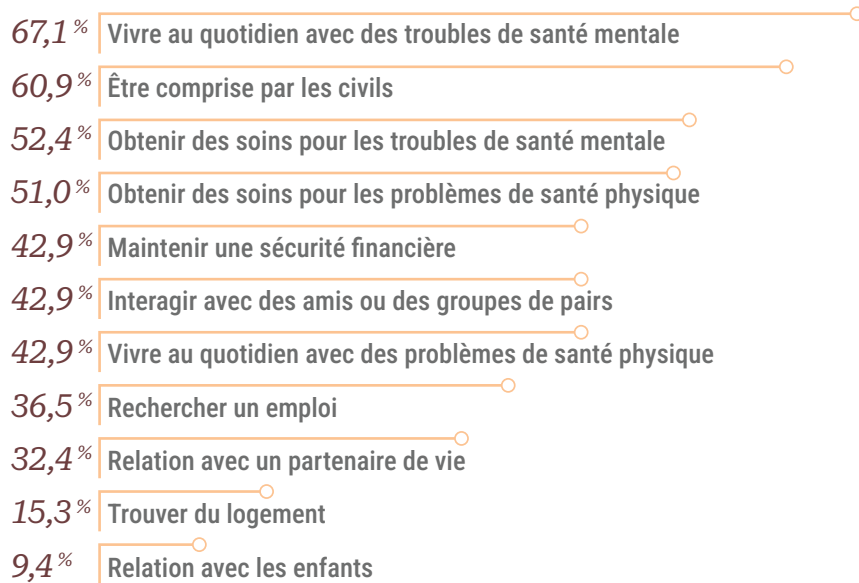 67,1 % Vivre au quotidien avec des troubles de santé mentale
60,9 % Être comprise par les civils
52,4 % Obtenir des soins pour les troubles de santé mentale
51,0 % Obtenir des soins pour les problèmes de santé physique
42,9 % Maintenir une sécurité financière
42,9 % Interagir avec des amis ou des groupes de pairs
42,9 % Vivre au quotidien avec des problèmes de santé physique
36,5 % Rechercher un emploi
32,4 % Relation avec un partenaire de vie
15,3 % Trouver du logement
9,4 % Relation avec les enfants